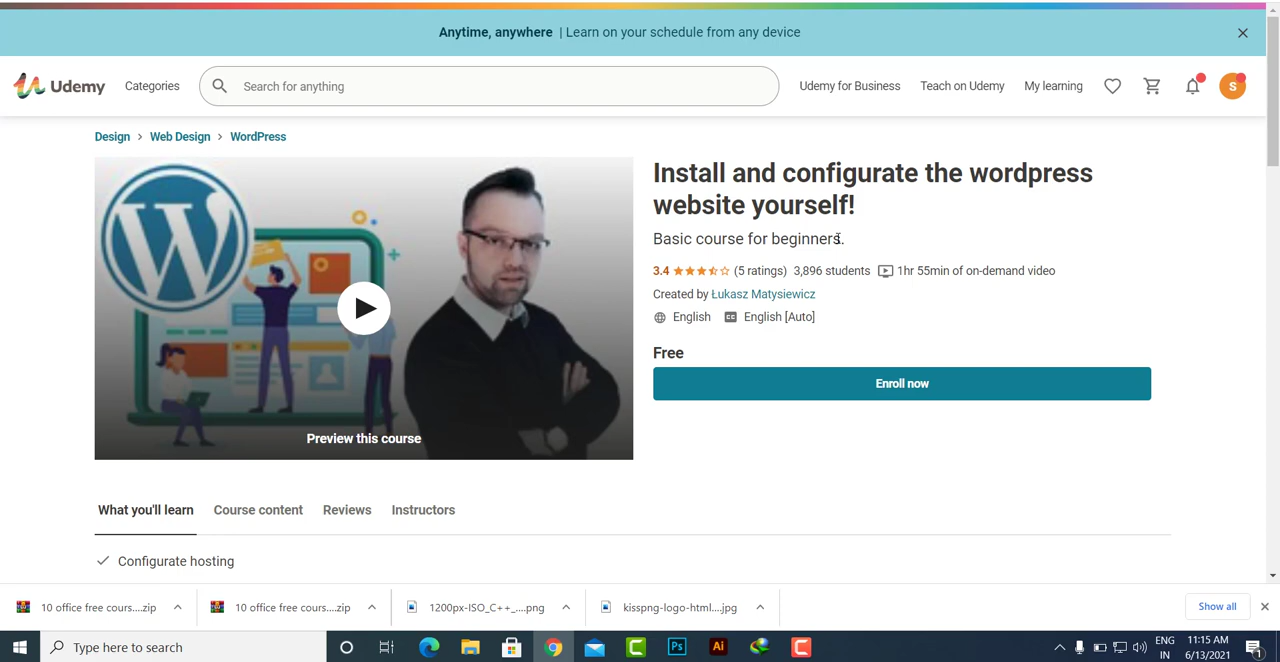 Anytime, anywhere | Learn on your schedule from any device
Udemy
Categories
Search for anything
Udemy for Business
Teach on Udemy
My learning
S
Design > Web Design > WordPress
Install and configurate the wordpress
website yourself!
Basic course for beginners.
3.4 (5 ratings) 3,896 students 1hr 55min of on-demand video
Created by Łukasz Matysiewicz
English CC English [Auto]
Free
Enroll now
Preview this course
What you'll learn
Course content
Reviews
Instructors
Configurate hosting
10 office free cours....zip
10 office free cours....zip
1200px-ISO_C++_....png
kisspng-logo-html....jpg
Show all
Type here to search
Ps
Ai
ENG
IN
11:15 AM
6/13/2021
1